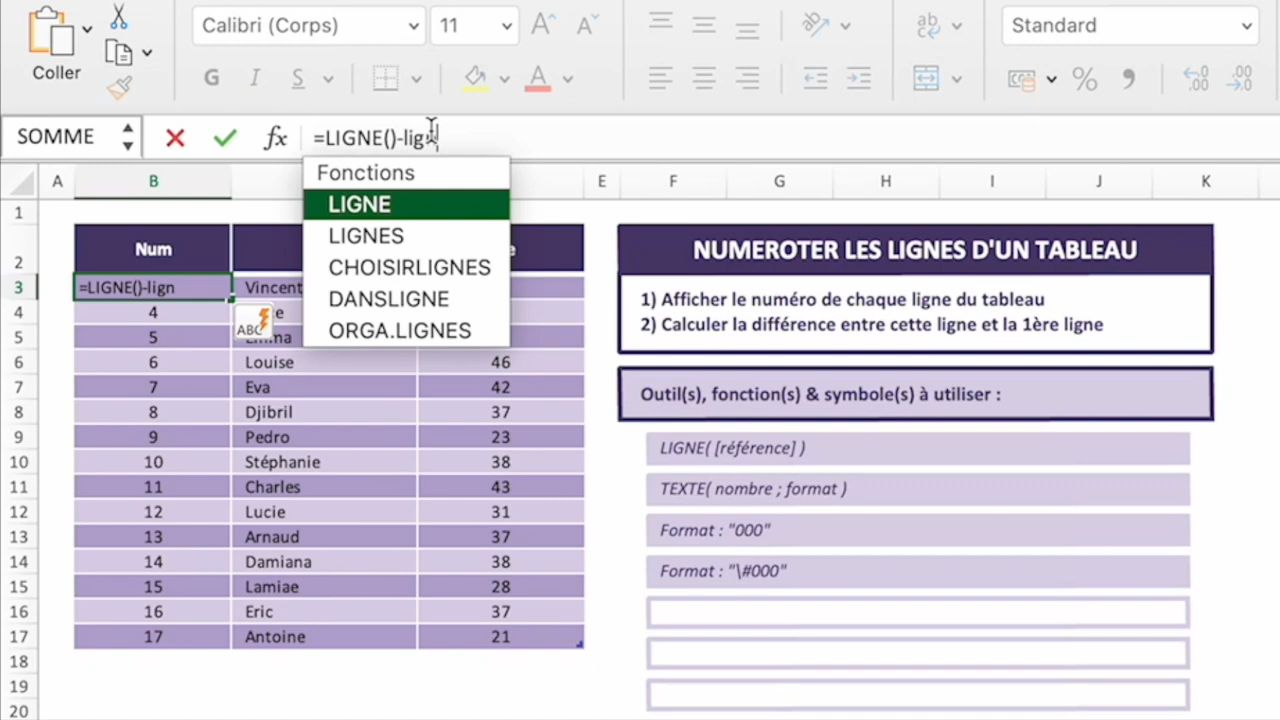 Calibri (Corps)
11
Standard
Coller
G I S
SOMME
fx
=LIGNE()-lign
Fonctions
LIGNE
LIGNES
CHOISIRLIGNES
DANSLIGNE
ORGA.LIGNES
A B E F G H I J K
1
2 Num e
3 =LIGNE()-lign Vincent
4 4 e
5 5 Emma
6 6 Louise 46
7 7 Eva 42
8 8 Djibril 37
9 9 Pedro 23
10 10 Stéphanie 38
11 11 Charles 43
12 12 Lucie 31
13 13 Arnaud 37
14 14 Damiana 38
15 15 Lamiae 28
16 16 Eric 37
17 17 Antoine 21
18
19
20
ABC
NUMEROTER LES LIGNES D'UN TABLEAU
1) Afficher le numéro de chaque ligne du tableau
2) Calculer la différence entre cette ligne et la 1ère ligne
Outil(s), fonction(s) & symbole(s) à utiliser :
LIGNE( [référence] )
TEXTE( nombre ; format )
Format : "000"
Format : "\#000"